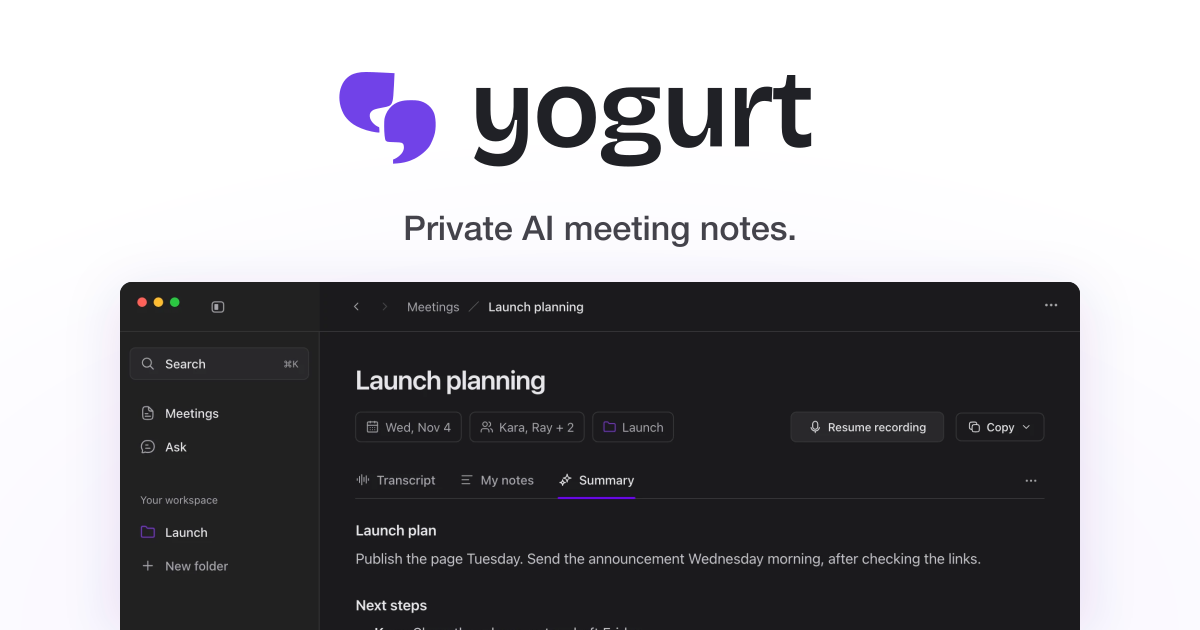 yogurt
Private AI meeting notes.
Meetings / Launch planning
Search ⌘K
Meetings
Ask
Your workspace
Launch
New folder
Launch planning
Wed, Nov 4 Kara, Ray + 2 Launch Resume recording Copy
Transcript My notes Summary
Launch plan
Publish the page Tuesday. Send the announcement Wednesday morning, after checking the links.
Next steps